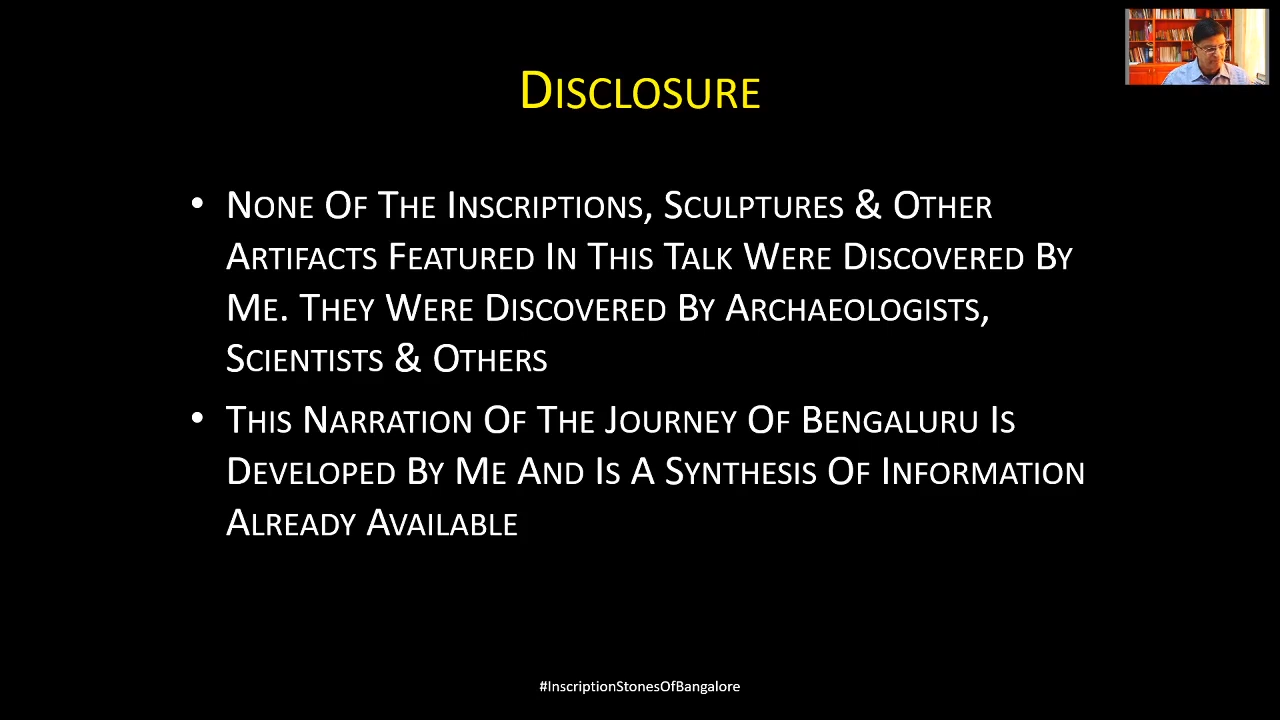 Disclosure
• None Of The Inscriptions, Sculptures & Other
Artifacts Featured In This Talk Were Discovered By
Me. They Were Discovered By Archaeologists,
Scientists & Others
• This Narration Of The Journey Of Bengaluru Is
Developed By Me And Is A Synthesis Of Information
Already Available
#InscriptionStonesOfBangalore